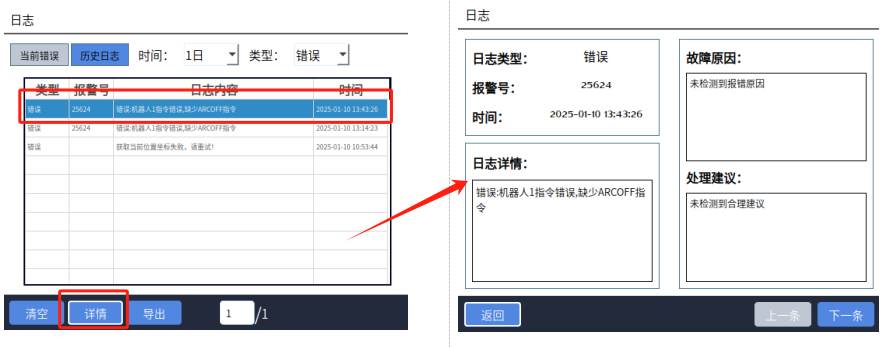 日志
当前错误 历史日志 时间： 1日 类型： 错误
类型 报警号 日志内容 时间
错误 25624 错误:机器人1指令错误,缺少ARCOFF指令 2025-01-10 13:43:26
错误 25624 错误:机器人1指令错误,缺少ARCOFF指令 2025-01-10 13:14:23
错误 获取当前位置坐标失败，请重试！ 2025-01-10 10:53:44
清空 详情 导出 1 /1
日志
日志类型： 错误
报警号： 25624
时间： 2025-01-10 13:43:26
日志详情：
错误:机器人1指令错误,缺少ARCOFF指
令
故障原因：
未检测到报错原因
处理建议：
未检测到合理建议
返回 上一条 下一条